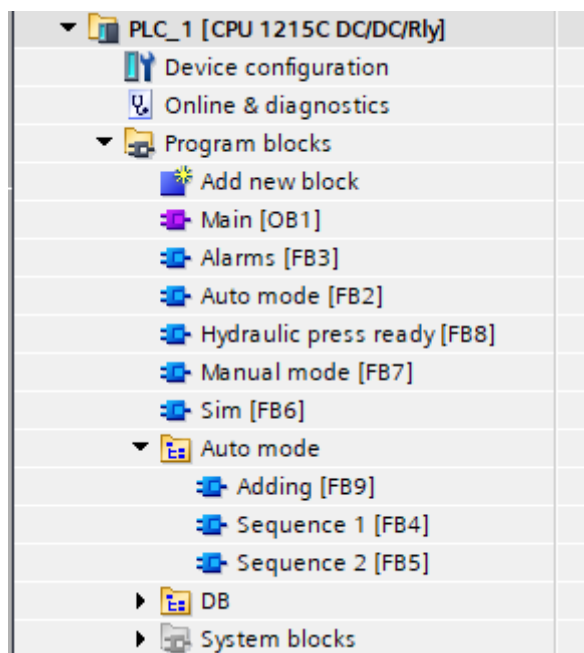 PLC_1 [CPU 1215C DC/DC/Rly]
Device configuration
Online & diagnostics
Program blocks
Add new block
Main [OB1]
Alarms [FB3]
Auto mode [FB2]
Hydraulic press ready [FB8]
Manual mode [FB7]
Sim [FB6]
Auto mode
Adding [FB9]
Sequence 1 [FB4]
Sequence 2 [FB5]
DB
System blocks